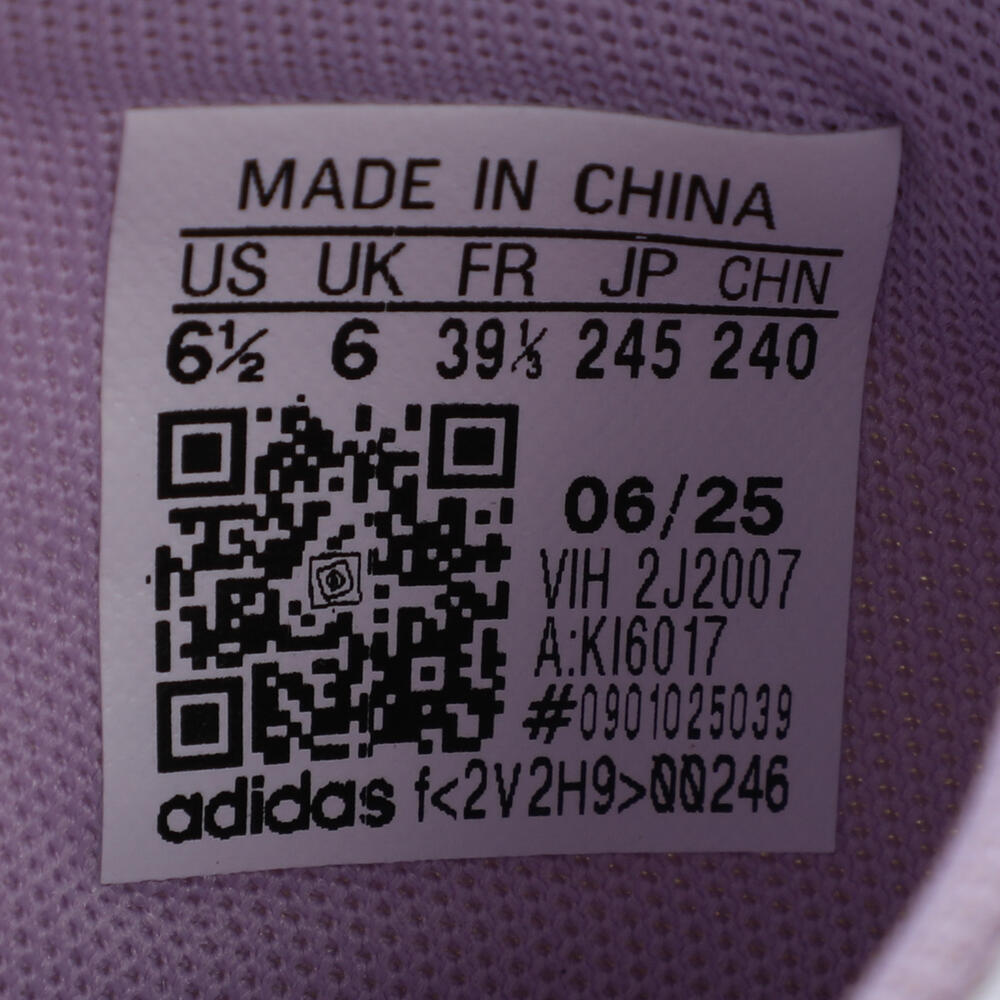 MADE IN CHINA
US UK FR JP CHN
6½ 6 39⅓ 245 240
06/25
VIH 2J2007
A:KI6017
#0901025039
adidas f<2V2H9>00246